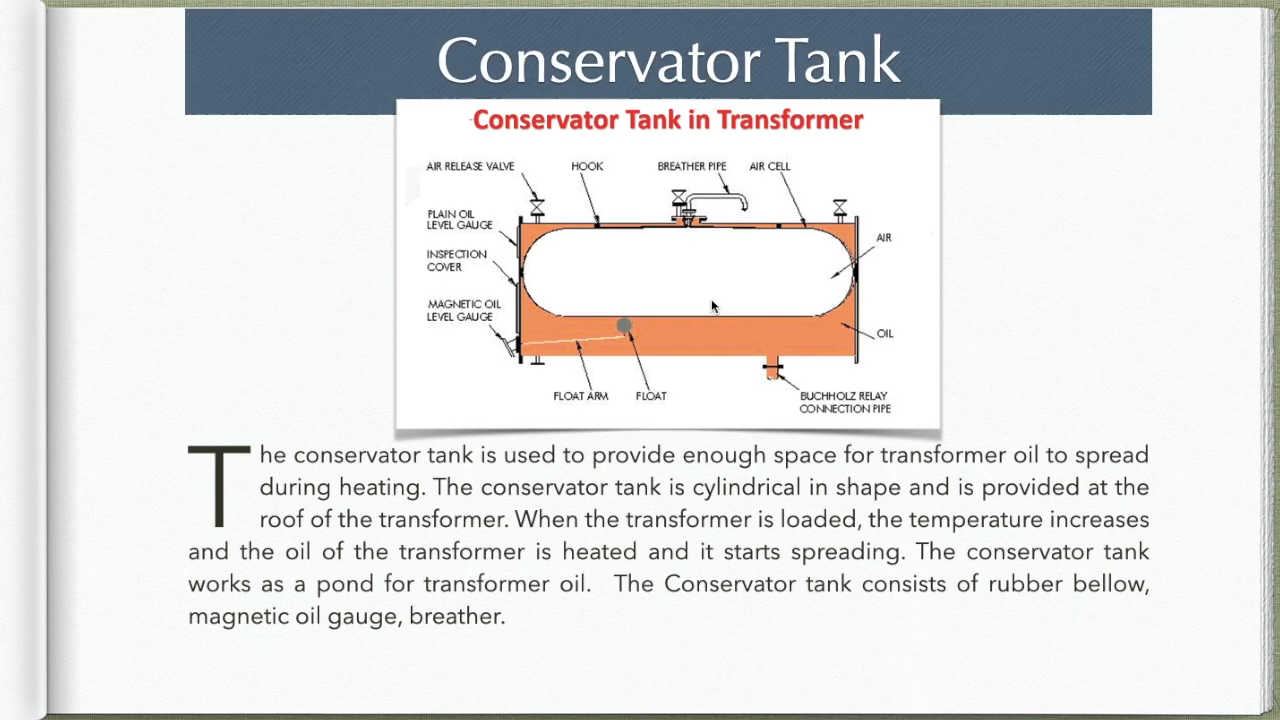 Conservator Tank
Conservator Tank in Transformer
AIR RELEASE VALVE
HOOK
BREATHER PIPE
AIR CELL
PLAIN OIL
LEVEL GAUGE
AIR
INSPECTION
COVER
MAGNETIC OIL
LEVEL GAUGE
OIL
FLOAT ARM
FLOAT
BUCHHOLZ RELAY
CONNECTION PIPE
The conservator tank is used to provide enough space for transformer oil to spread
during heating. The conservator tank is cylindrical in shape and is provided at the
roof of the transformer. When the transformer is loaded, the temperature increases
and the oil of the transformer is heated and it starts spreading. The conservator tank
works as a pond for transformer oil.  The Conservator tank consists of rubber bellow,
magnetic oil gauge, breather.